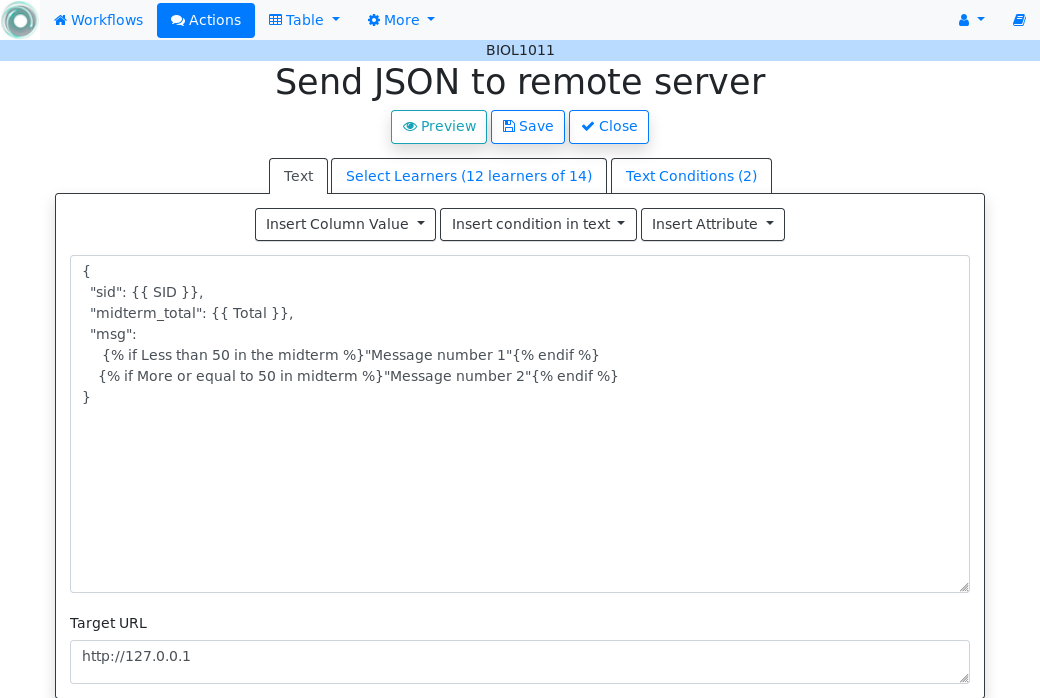 Workflows Actions Table More
BIOL1011
Send JSON to remote server
Preview Save Close
Text Select Learners (12 learners of 14) Text Conditions (2)
Insert Column Value Insert condition in text Insert Attribute
{
"sid": {{ SID }},
"midterm_total": {{ Total }},
"msg":
{% if Less than 50 in the midterm %}"Message number 1"{% endif %}
{% if More or equal to 50 in midterm %}"Message number 2"{% endif %}
}
Target URL
http://127.0.0.1